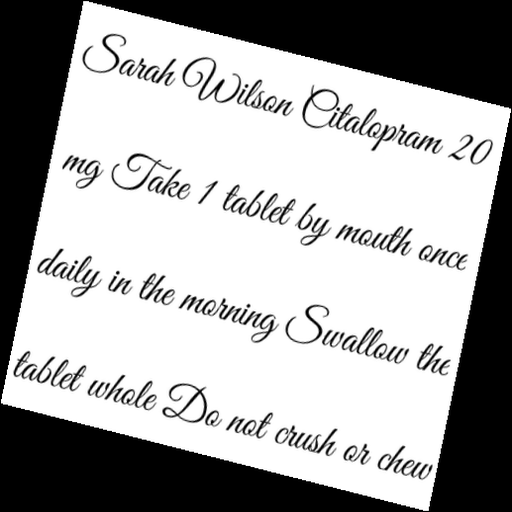 Sarah Wilson Citalopram 20
mg Take 1 tablet by mouth once
daily in the morning Swallow the
tablet whole Do not crush or chew